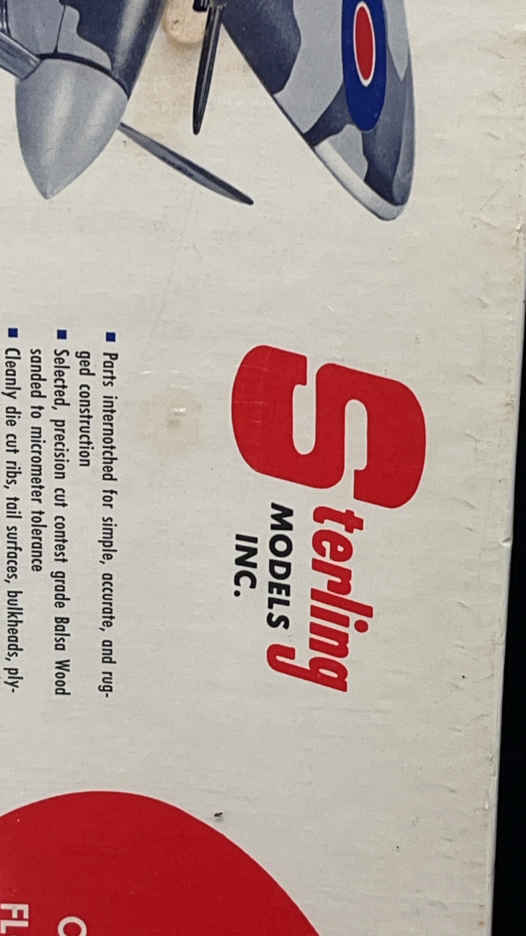 Sterling
MODELS
INC.
■ Parts internotched for simple, accurate, and rug-
ged construction
■ Selected, precision cut contest grade Balsa Wood
sanded to micrometer tolerance
■ Cleanly die cut ribs, tail surfaces, bulkheads, ply-
C
FL